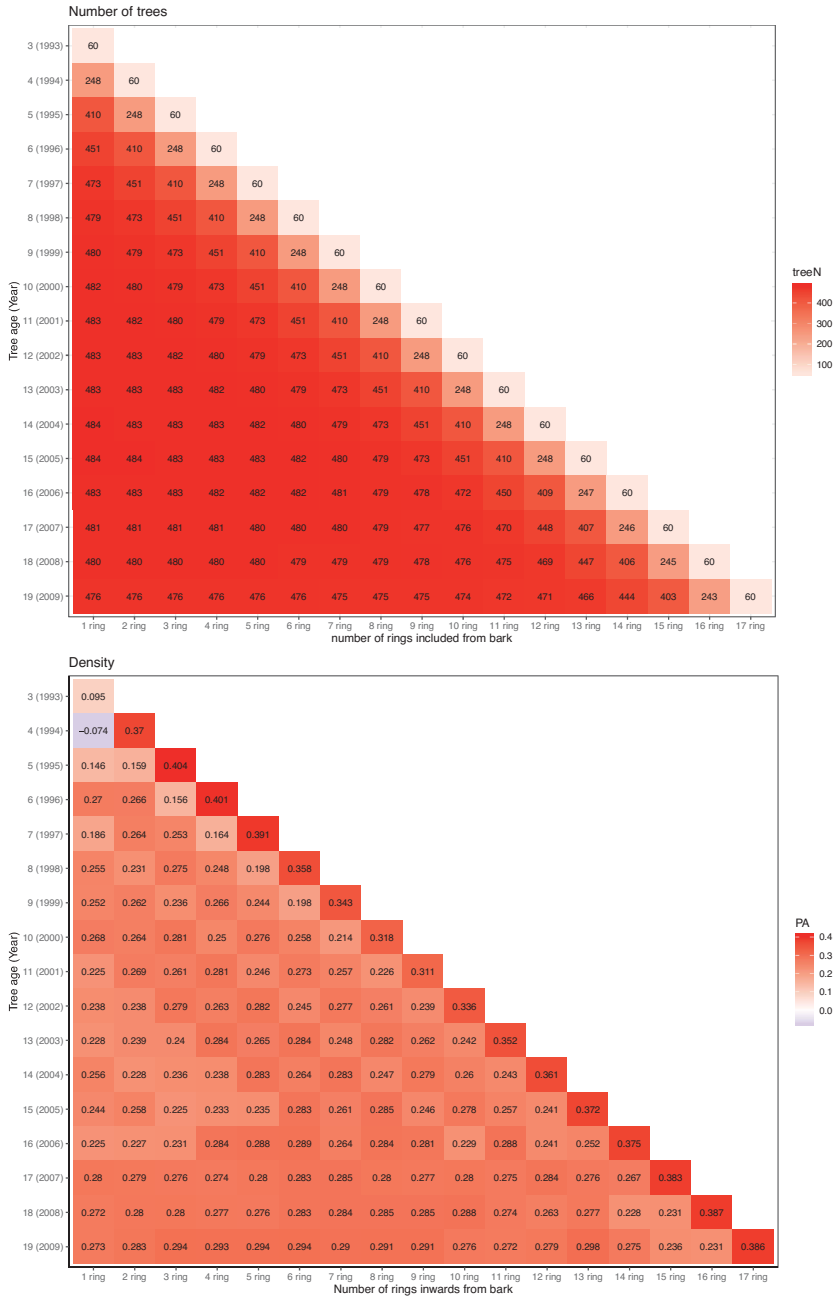 Number of trees
3 (1993) 60
4 (1994) 248 60
5 (1995) 410 248 60
6 (1996) 451 410 248 60
7 (1997) 473 451 410 248 60
8 (1998) 479 473 451 410 248 60
9 (1999) 480 479 473 451 410 248 60
10 (2000) 482 480 479 473 451 410 248 60
11 (2001) 483 482 480 479 473 451 410 248 60
12 (2002) 483 483 482 480 479 473 451 410 248 60
13 (2003) 483 483 483 482 480 479 473 451 410 248 60
14 (2004) 484 483 483 483 482 480 479 473 451 410 248 60
15 (2005) 484 484 483 483 483 482 480 479 473 451 410 248 60
16 (2006) 483 483 483 482 482 482 481 479 478 472 450 409 247 60
17 (2007) 481 481 481 481 480 480 480 479 477 476 470 448 407 246 60
18 (2008) 480 480 480 480 480 479 479 479 478 476 475 469 447 406 245 60
19 (2009) 476 476 476 476 476 476 475 475 475 474 472 471 466 444 403 243 60
1 ring 2 ring 3 ring 4 ring 5 ring 6 ring 7 ring 8 ring 9 ring 10 ring 11 ring 12 ring 13 ring 14 ring 15 ring 16 ring 17 ring
number of rings included from bark
Tree age (Year)
treeN
400
300
200
100
Density
3 (1993) 0.095
4 (1994) −0.074 0.37
5 (1995) 0.146 0.159 0.404
6 (1996) 0.27 0.266 0.156 0.401
7 (1997) 0.186 0.264 0.253 0.164 0.391
8 (1998) 0.255 0.231 0.275 0.248 0.198 0.358
9 (1999) 0.252 0.262 0.236 0.266 0.244 0.198 0.343
10 (2000) 0.268 0.264 0.281 0.25 0.276 0.258 0.214 0.318
11 (2001) 0.225 0.269 0.261 0.281 0.246 0.273 0.257 0.226 0.311
12 (2002) 0.238 0.238 0.279 0.263 0.282 0.245 0.277 0.261 0.239 0.336
13 (2003) 0.228 0.239 0.24 0.284 0.265 0.284 0.248 0.282 0.262 0.242 0.352
14 (2004) 0.256 0.228 0.236 0.238 0.283 0.264 0.283 0.247 0.279 0.26 0.243 0.361
15 (2005) 0.244 0.258 0.225 0.233 0.235 0.283 0.261 0.285 0.246 0.278 0.257 0.241 0.372
16 (2006) 0.225 0.227 0.231 0.284 0.288 0.289 0.264 0.284 0.281 0.229 0.288 0.241 0.252 0.375
17 (2007) 0.28 0.279 0.276 0.274 0.28 0.283 0.285 0.28 0.277 0.28 0.275 0.284 0.276 0.267 0.383
18 (2008) 0.272 0.28 0.28 0.277 0.276 0.283 0.284 0.285 0.285 0.288 0.274 0.263 0.277 0.228 0.231 0.387
19 (2009) 0.273 0.283 0.294 0.293 0.294 0.294 0.29 0.291 0.291 0.276 0.272 0.279 0.298 0.275 0.236 0.231 0.386
1 ring 2 ring 3 ring 4 ring 5 ring 6 ring 7 ring 8 ring 9 ring 10 ring 11 ring 12 ring 13 ring 14 ring 15 ring 16 ring 17 ring
Number of rings inwards from bark
Tree age (Year)
PA
0.4
0.3
0.2
0.1
0.0